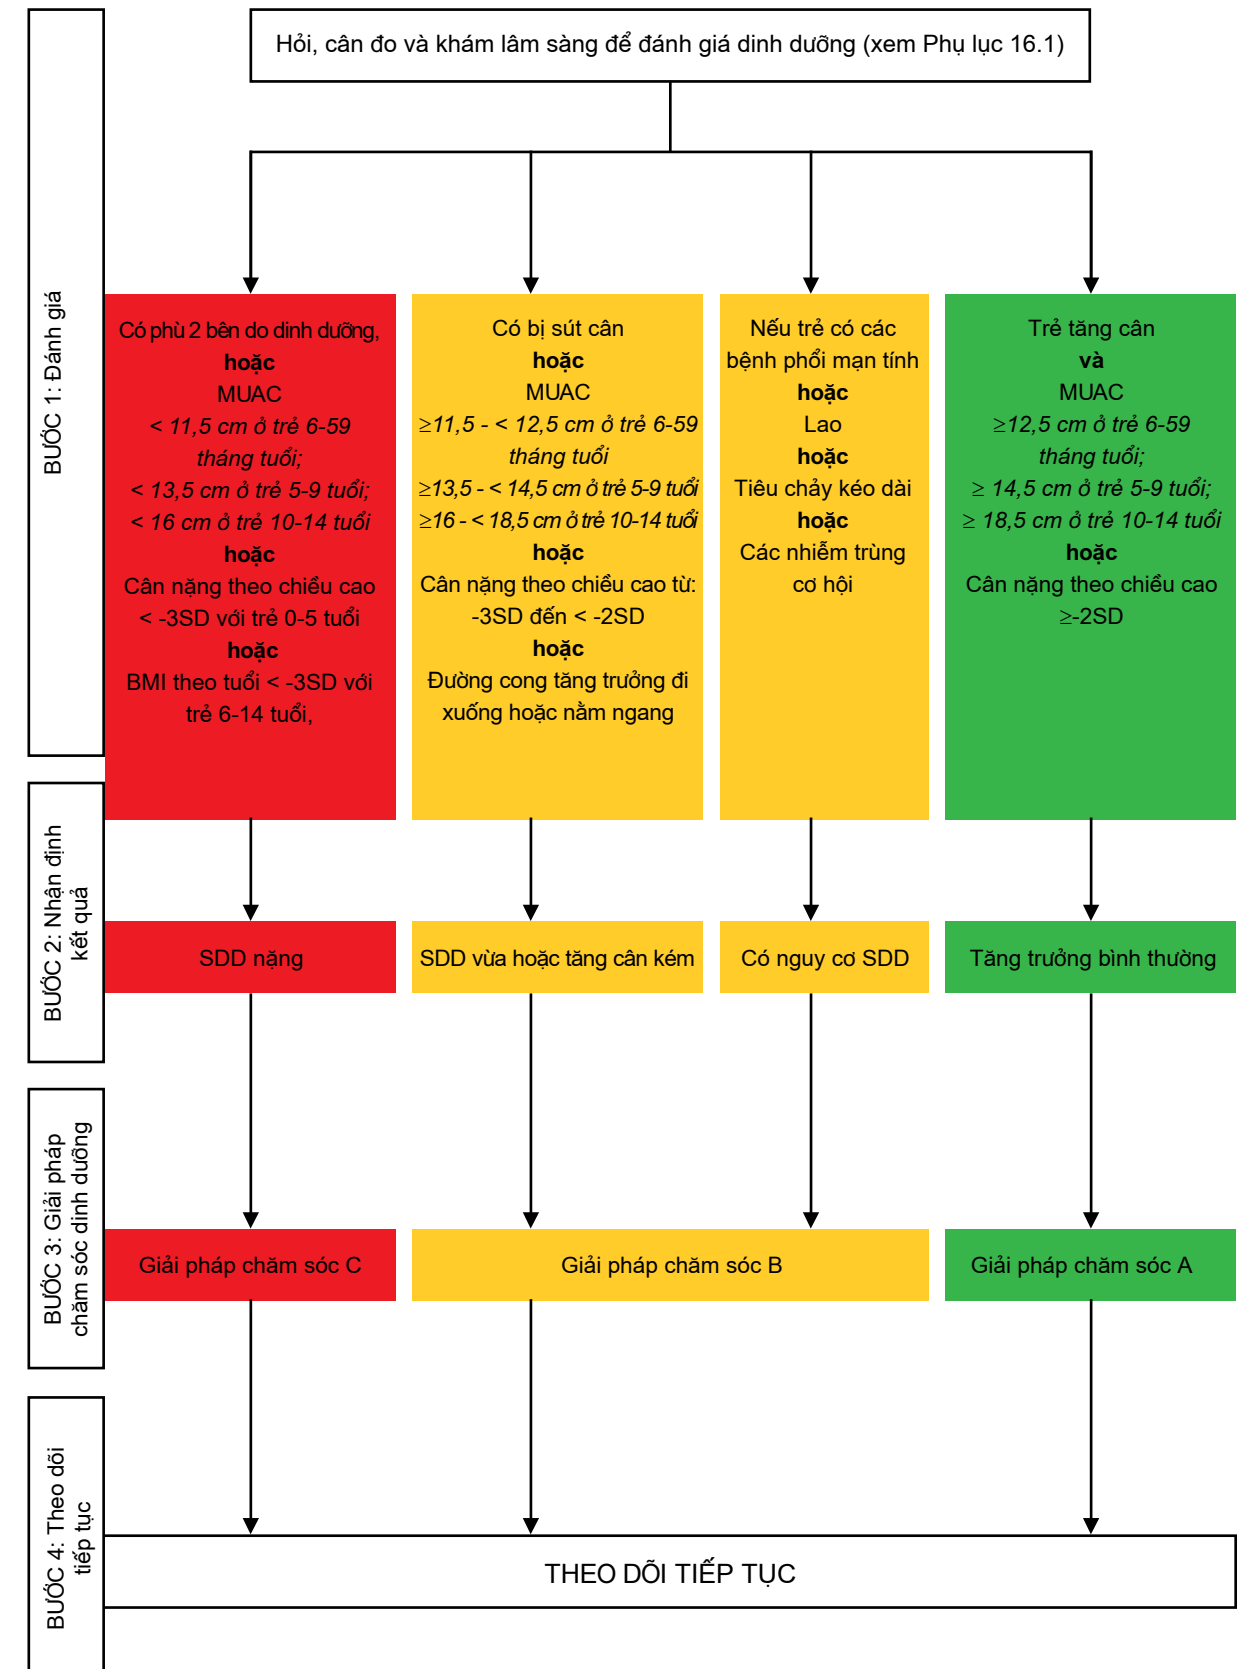 Hỏi, cân đo và khám lâm sàng để đánh giá dinh dưỡng (xem Phụ lục 16.1)
BƯỚC 1: Đánh giá
Có phù 2 bên do dinh dưỡng,
hoặc
MUAC
< 11,5 cm ở trẻ 6-59
tháng tuổi;
< 13,5 cm ở trẻ 5-9 tuổi;
< 16 cm ở trẻ 10-14 tuổi
hoặc
Cân nặng theo chiều cao
< -3SD với trẻ 0-5 tuổi
hoặc
BMI theo tuổi < -3SD với
trẻ 6-14 tuổi,
Có bị sút cân
hoặc
MUAC
≥11,5 - < 12,5 cm ở trẻ 6-59
tháng tuổi
≥13,5 - < 14,5 cm ở trẻ 5-9 tuổi
≥16 - < 18,5 cm ở trẻ 10-14 tuổi
hoặc
Cân nặng theo chiều cao từ:
-3SD đến < -2SD
hoặc
Đường cong tăng trưởng đi
xuống hoặc nằm ngang
Nếu trẻ có các
bệnh phổi mạn tính
hoặc
Lao
hoặc
Tiêu chảy kéo dài
hoặc
Các nhiễm trùng
cơ hội
Trẻ tăng cân
và
MUAC
≥12,5 cm ở trẻ 6-59
tháng tuổi;
≥ 14,5 cm ở trẻ 5-9 tuổi;
≥ 18,5 cm ở trẻ 10-14 tuổi
hoặc
Cân nặng theo chiều cao
≥-2SD
BƯỚC 2: Nhận định
kết quả
SDD nặng
SDD vừa hoặc tăng cân kém
Có nguy cơ SDD
Tăng trưởng bình thường
BƯỚC 3: Giải pháp
chăm sóc dinh dưỡng
Giải pháp chăm sóc C
Giải pháp chăm sóc B
Giải pháp chăm sóc A
BƯỚC 4: Theo dõi
tiếp tục
THEO DÕI TIẾP TỤC